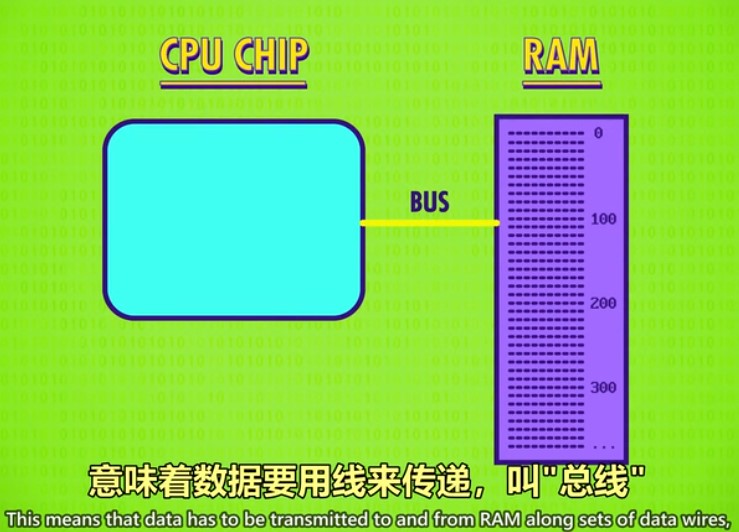 CPU CHIP
RAM
0
BUS
100
200
300
...
意味着数据要用线来传递，叫"总线"
This means that data has to be transmitted to and from RAM along sets of data wires,